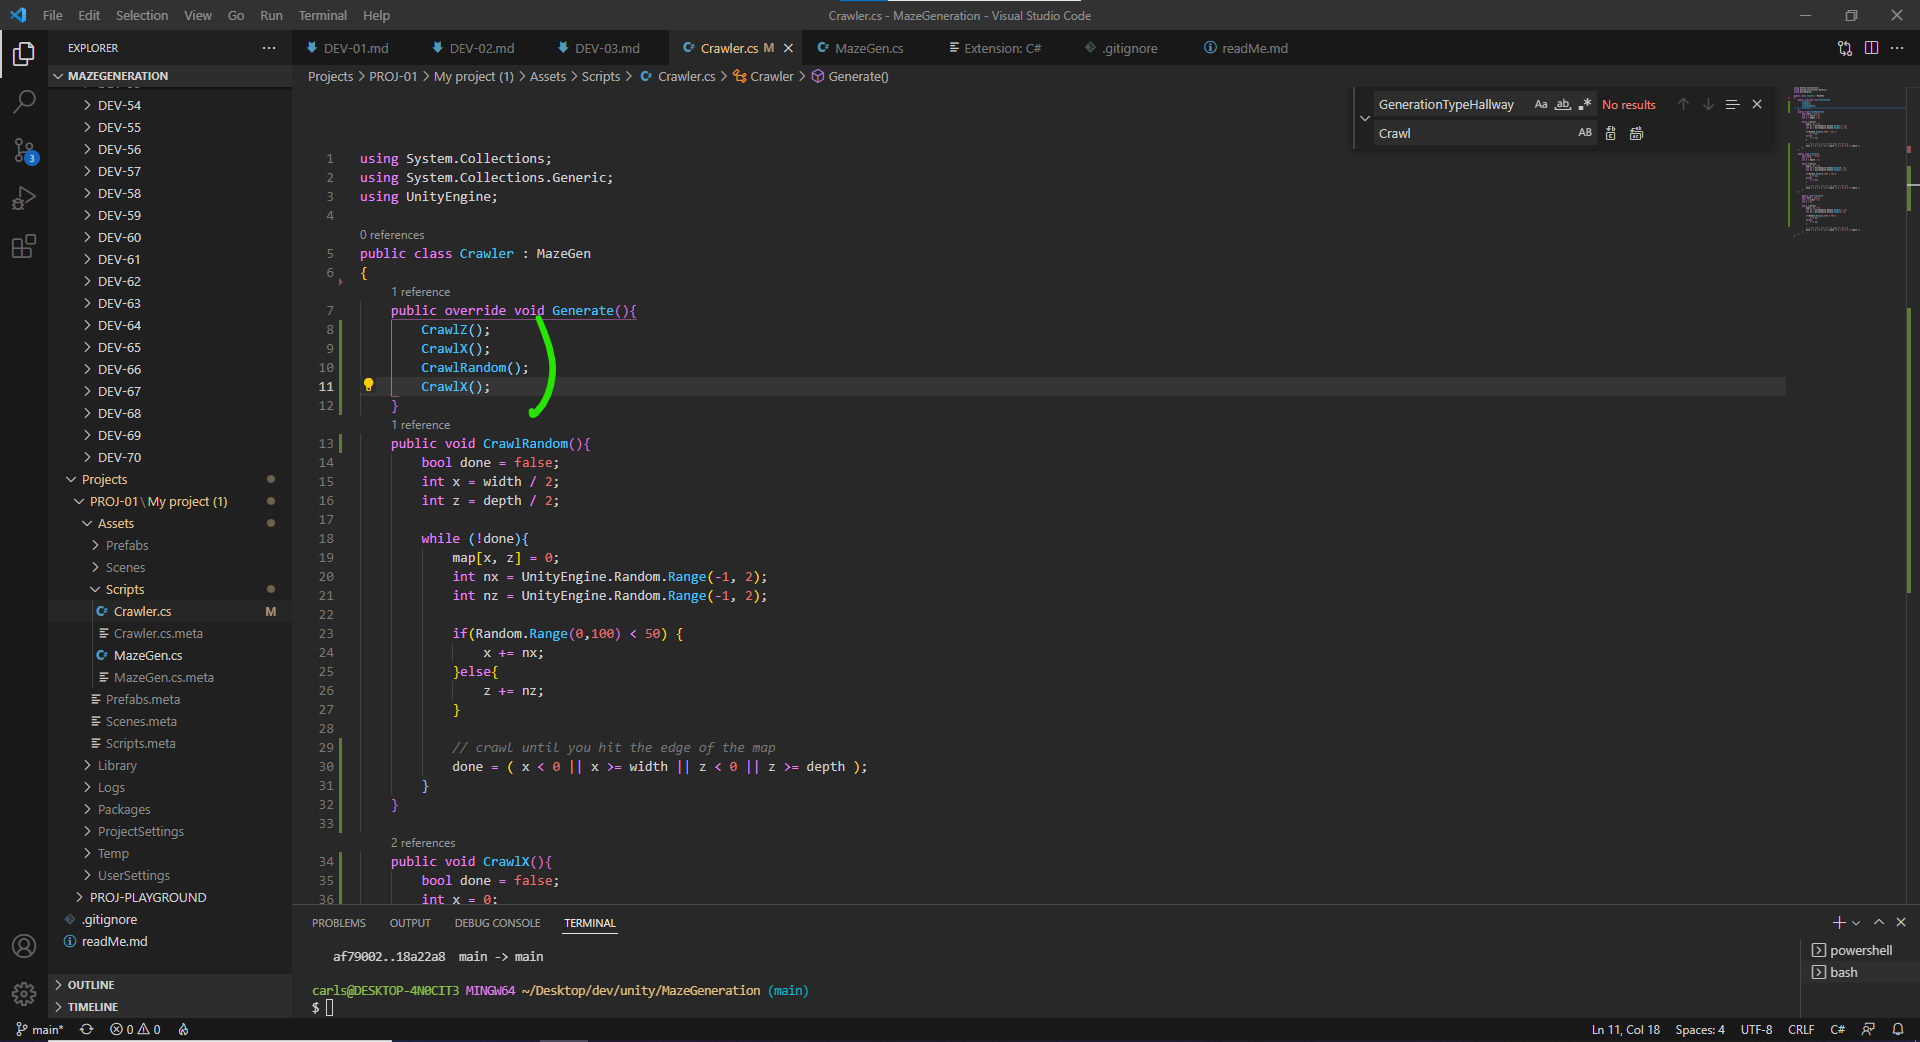 File Edit Selection View Go Run Terminal Help
Crawler.cs - MazeGeneration - Visual Studio Code
EXPLORER
MAZEGENERATION
DEV-54
DEV-55
DEV-56
DEV-57
DEV-58
DEV-59
DEV-60
DEV-61
DEV-62
DEV-63
DEV-64
DEV-65
DEV-66
DEV-67
DEV-68
DEV-69
DEV-70
Projects
PROJ-01 \ My project (1)
Assets
Prefabs
Scenes
Scripts
Crawler.cs M
Crawler.cs.meta
MazeGen.cs
MazeGen.cs.meta
Prefabs.meta
Scenes.meta
Scripts.meta
Library
Logs
Packages
ProjectSettings
Temp
UserSettings
PROJ-PLAYGROUND
.gitignore
readMe.md
OUTLINE
TIMELINE
3
DEV-01.md DEV-02.md DEV-03.md Crawler.cs M MazeGen.cs Extension: C# .gitignore readMe.md
Projects > PROJ-01 > My project (1) > Assets > Scripts > Crawler.cs > Crawler > Generate()
GenerationTypeHallway Aa ab .* No results
Crawl AB
1 using System.Collections;
2 using System.Collections.Generic;
3 using UnityEngine;
4
0 references
5 public class Crawler : MazeGen
6 {
1 reference
7 public override void Generate(){
8 CrawlZ();
9 CrawlX();
10 CrawlRandom();
11 CrawlX();
12 }
1 reference
13 public void CrawlRandom(){
14 bool done = false;
15 int x = width / 2;
16 int z = depth / 2;
17
18 while (!done){
19 map[x, z] = 0;
20 int nx = UnityEngine.Random.Range(-1, 2);
21 int nz = UnityEngine.Random.Range(-1, 2);
22
23 if(Random.Range(0,100) < 50) {
24 x += nx;
25 }else{
26 z += nz;
27 }
28
29 // crawl until you hit the edge of the map
30 done = ( x < 0 || x >= width || z < 0 || z >= depth );
31 }
32 }
33
2 references
34 public void CrawlX(){
35 bool done = false;
36 int x = 0;
PROBLEMS OUTPUT DEBUG CONSOLE TERMINAL
af79002..18a22a8 main -> main
carls@DESKTOP-4N0CIT3 MINGW64 ~/Desktop/dev/unity/MazeGeneration (main)
$
powershell
bash
main* 0 0 Ln 11, Col 18 Spaces: 4 UTF-8 CRLF C#